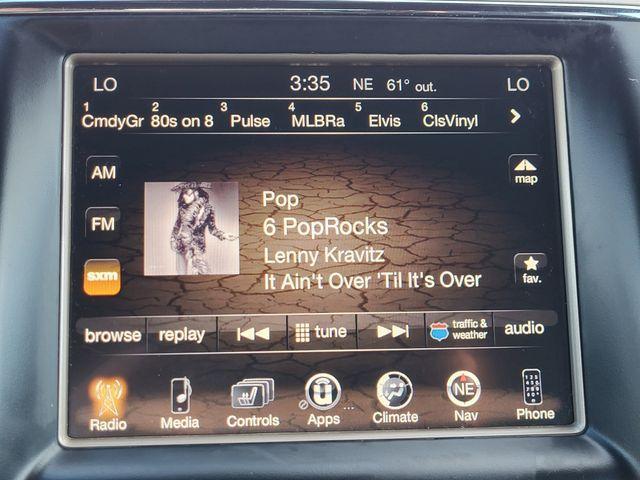 LO 3:35 NE 61° out. LO
1 CmdyGr 2 80s on 8 3 Pulse 4 MLBRa 5 Elvis 6 ClsVinyl
AM
map
Pop
FM
6 PopRocks
Lenny Kravitz
sxm
fav.
It Ain't Over 'Til It's Over
browse replay tune traffic & weather audio
Radio Media Controls Apps ... Climate NE Nav Phone